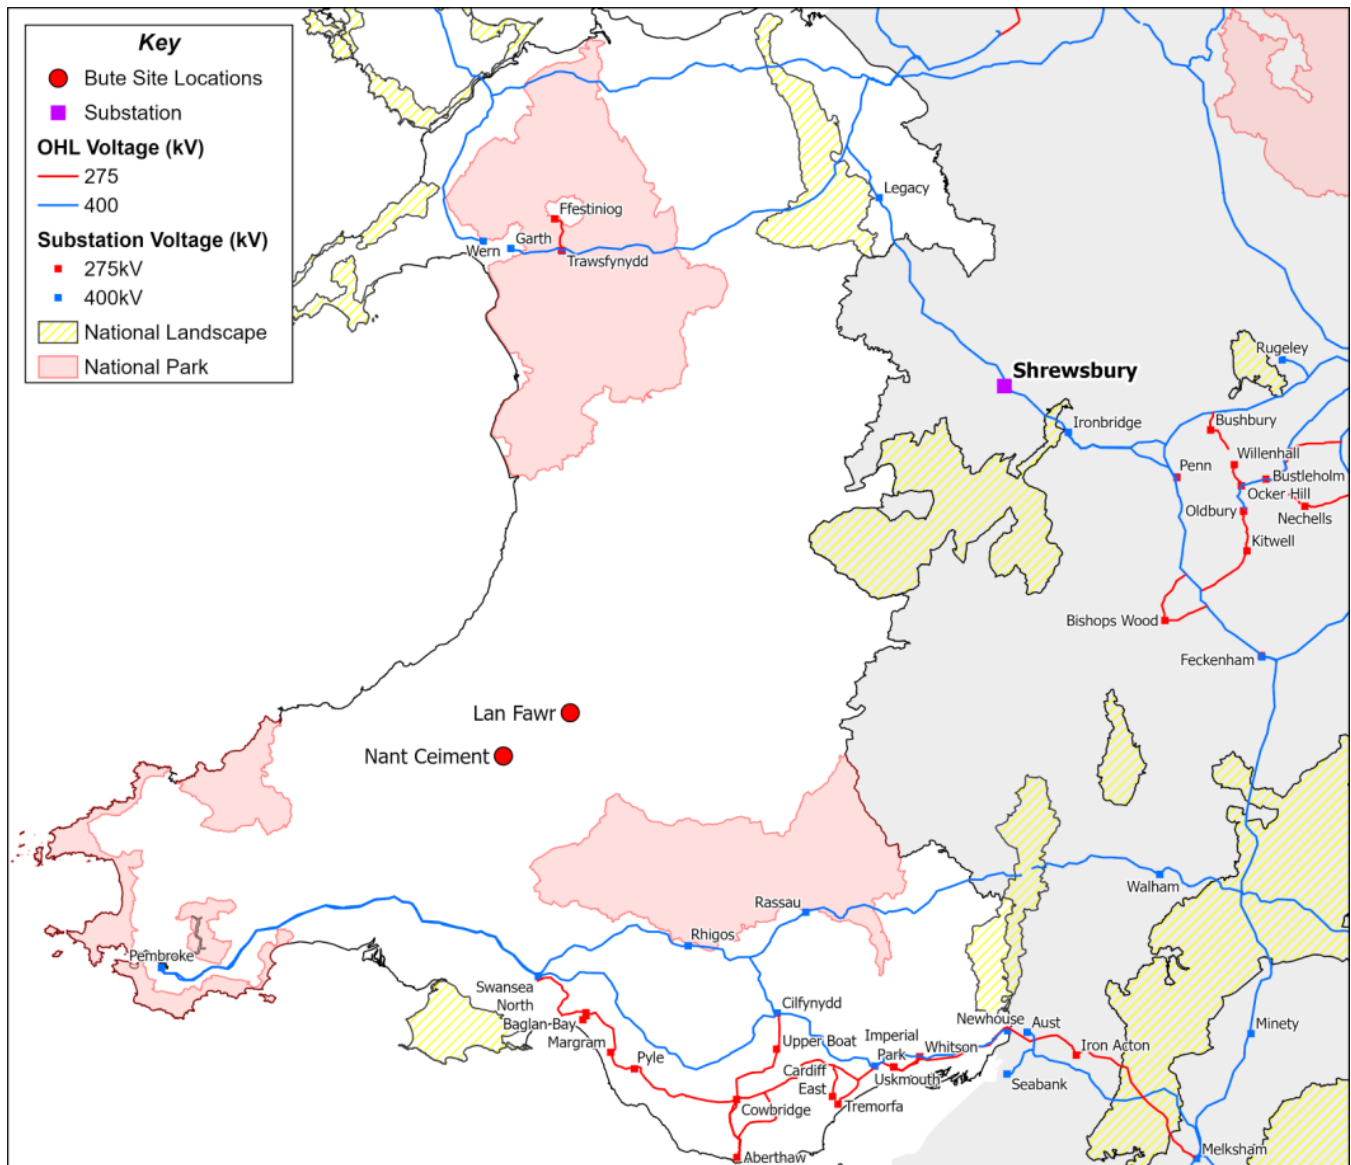 Key
Bute Site Locations
Substation
OHL Voltage (kV)
275
400
Substation Voltage (kV)
275kV
400kV
National Landscape
National Park
Legacy
Ffestiniog
Garth
Wern
Trawsfynydd
Shrewsbury
Rugeley
Ironbridge
Bushbury
Willenhall
Penn
Bustleholm
Ocker Hill
Oldbury
Nechells
Kitwell
Bishops Wood
Feckenham
Lan Fawr
Nant Ceiment
Walham
Rassau
Rhigos
Pembroke
Swansea
North
Cilfynydd
Baglan-Bay
Newhouse
Aust
Minety
Margram
Upper Boat
Imperial
Park
Whitson
Iron Acton
Pyle
Cardiff
East
Uskmouth
Seabank
Cowbridge
Tremorfa
Melksham
Aberthaw